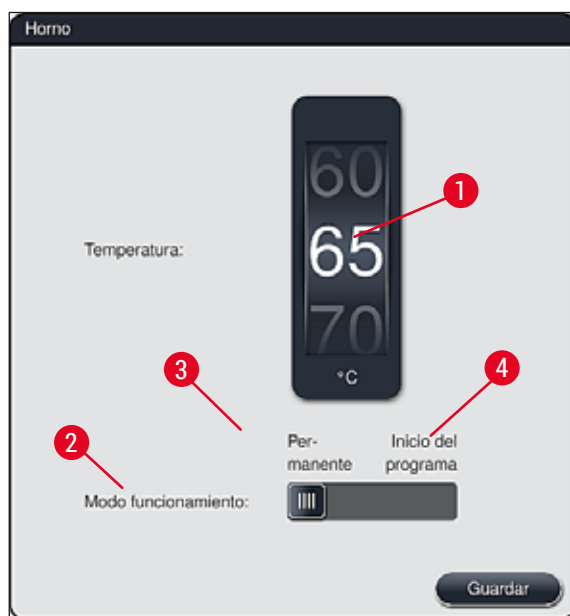 Horno
60
1
Temperatura:
65
70
3
°C
4
2
Per-
manente
Inicio del
programa
Modo funcionamiento:
Guardar